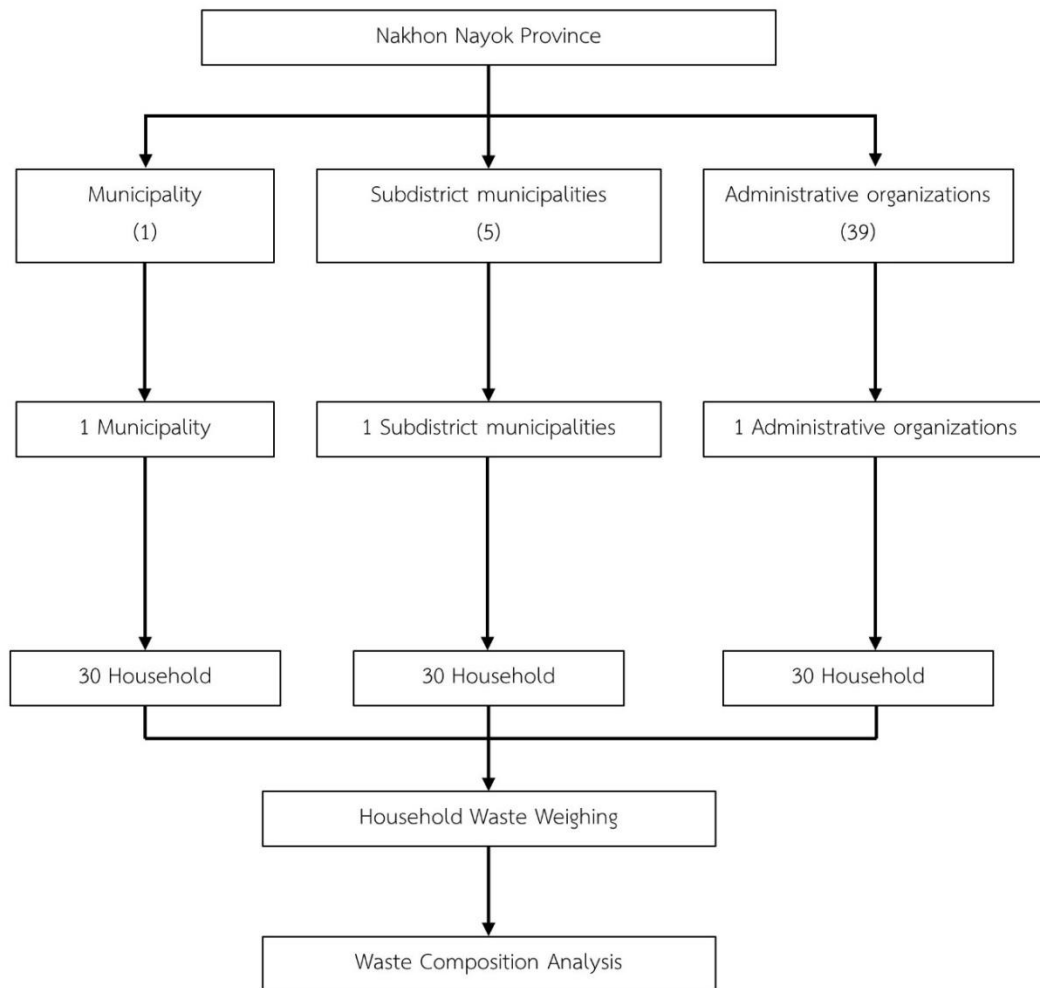 Nakhon Nayok Province
Municipality
(1)
Subdistrict municipalities
(5)
Administrative organizations
(39)
1 Municipality
1 Subdistrict municipalities
1 Administrative organizations
30 Household
30 Household
30 Household
Household Waste Weighing
Waste Composition Analysis